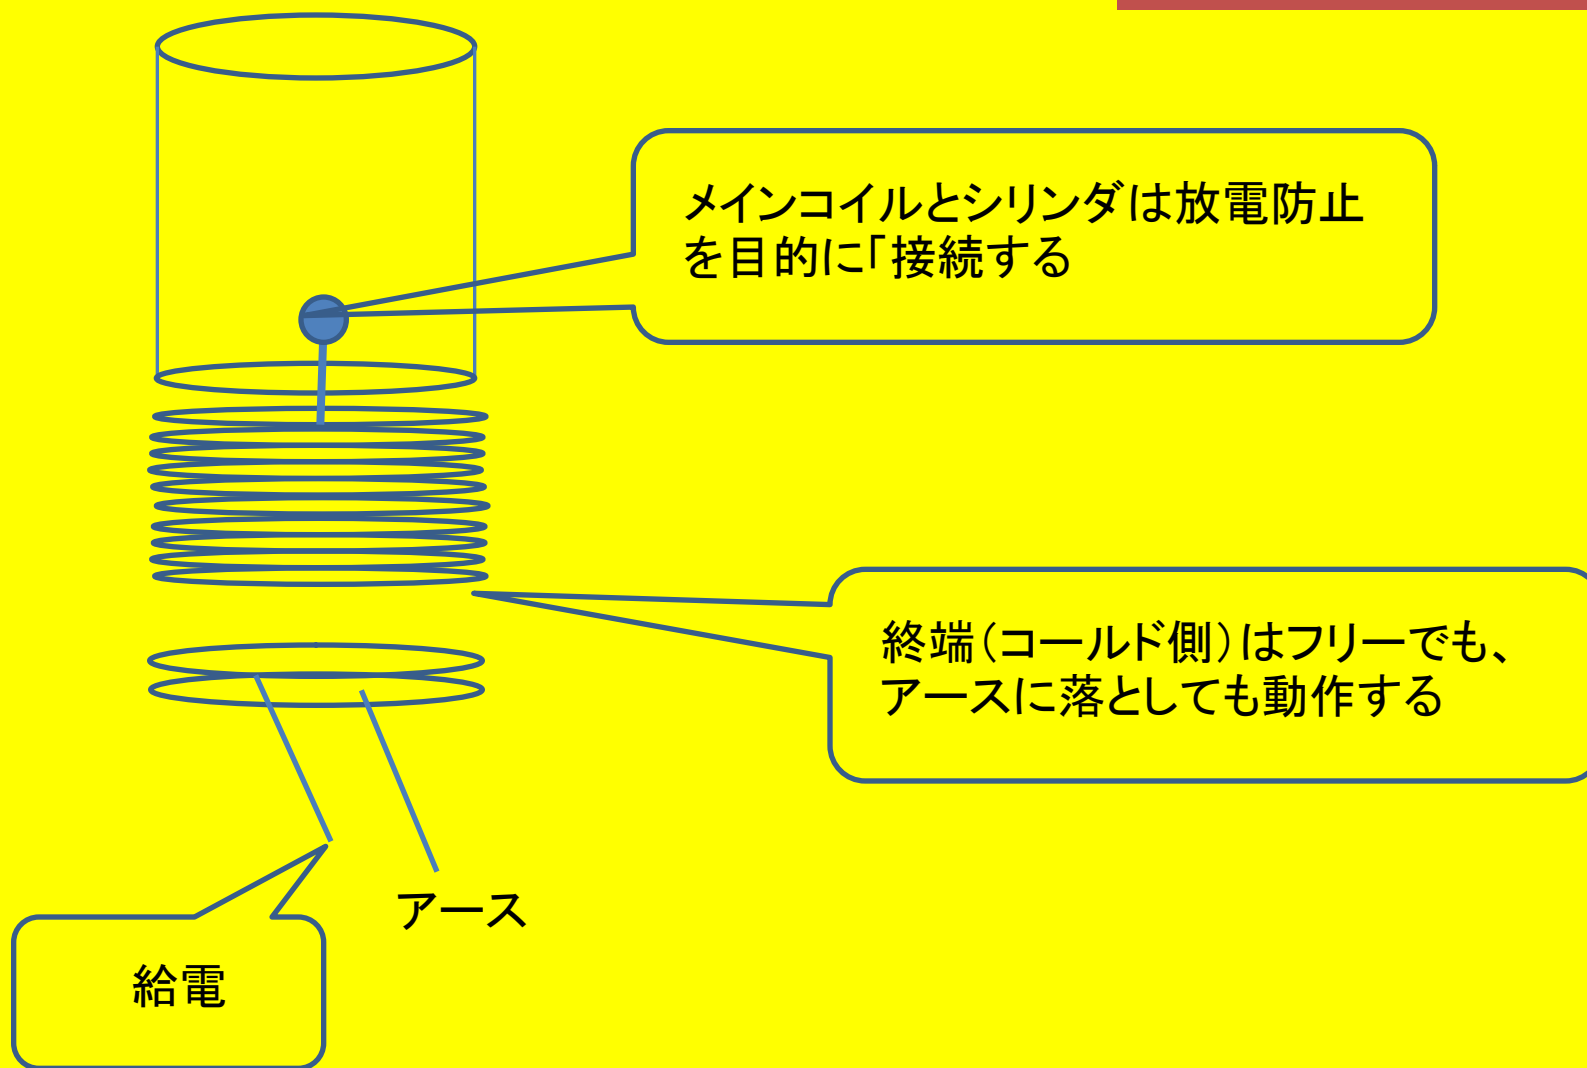 メインコイルとシリンダは放電防止
を目的に「接続する
終端（コールド側）はフリーでも、
アースに落としても動作する
アース
給電